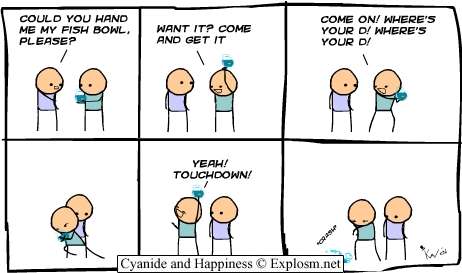 COULD YOU HAND
ME MY FISH BOWL,
PLEASE?
WANT IT? COME
AND GET IT
COME ON! WHERE'S
YOUR D! WHERE'S
YOUR D!
YEAH!
TOUCHDOWN!
Cyanide and Happiness © Explosm.net